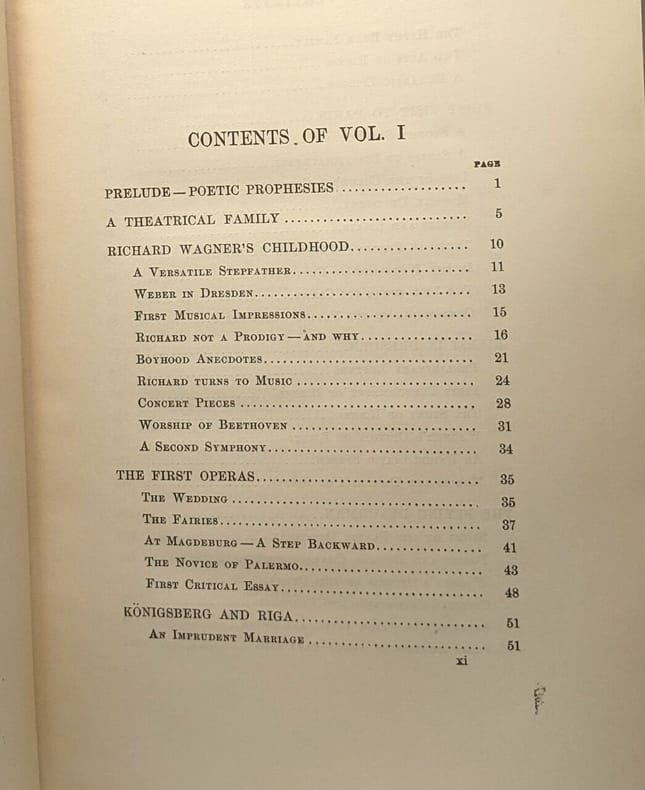 CONTENTS OF VOL. I
PAGE
PRELUDE—POETIC PROPHESIES ................... 1
A THEATRICAL FAMILY ............................. 5
RICHARD WAGNER'S CHILDHOOD................... 10
A VERSATILE STEPFATHER............................ 11
WEBER IN DRESDEN................................... 13
FIRST MUSICAL IMPRESSIONS.......................... 15
RICHARD NOT A PRODIGY—AND WHY................. 16
BOYHOOD ANECDOTES................................. 21
RICHARD TURNS TO MUSIC ............................ 24
CONCERT PIECES ..................................... 28
WORSHIP OF BEETHOVEN ............................. 31
A SECOND SYMPHONY................................. 34
THE FIRST OPERAS................................... 35
THE WEDDING ....................................... 35
THE FAIRIES......................................... 37
AT MAGDEBURG—A STEP BACKWARD................. 41
THE NOVICE OF PALERMO............................. 43
FIRST CRITICAL ESSAY................................ 48
KÖNIGSBERG AND RIGA.............................. 51
AN IMPRUDENT MARRIAGE ............................ 51
xi